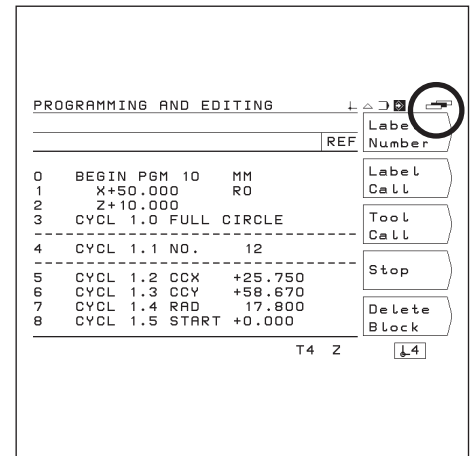 PROGRAMMING AND EDITING
REF
Label
Number
0 BEGIN PGM 10 MM
1 X+50.000 R0
2 Z+10.000
3 CYCL 1.0 FULL CIRCLE
4 CYCL 1.1 NO. 12
5 CYCL 1.2 CCX +25.750
6 CYCL 1.3 CCY +58.670
7 CYCL 1.4 RAD 17.800
8 CYCL 1.5 START +0.000
Label
Call
Tool
Call
Stop
Delete
Block
T4 Z
4